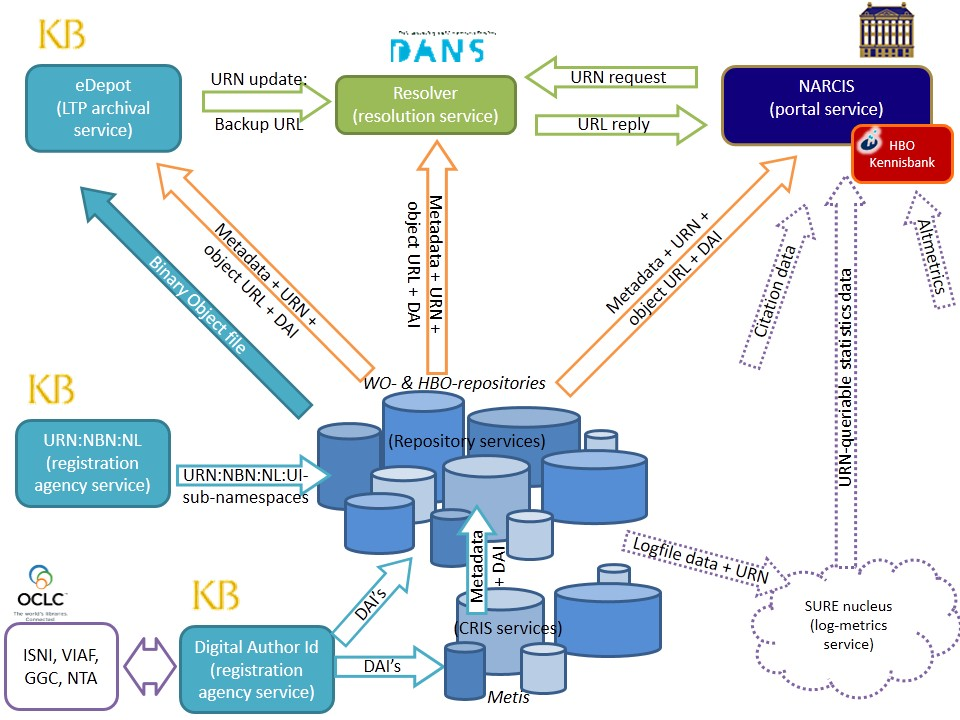 KB
DANS
eDepot
(LTP archival
service)
URN update:
Backup URL
Resolver
(resolution service)
URN request
URL reply
NARCIS
(portal service)
HBO
Kennisbank
Binary Object file
Metadata + URN +
object URL + DAI
Metadata + URN +
object URL + DAI
Metadata + URN +
object URL + DAI
Citation data
URN-queriable statistics data
Altmetrics
WO- & HBO-repositories
(Repository services)
KB
URN:NBN:NL
(registration
agency service)
URN:NBN:NL:UI-
sub-namespaces
Metadata
+ DAI
Logfile data + URN
SURE nucleus
(log-metrics
service)
OCLC
The world's libraries.
Connected
ISNI, VIAF,
GGC, NTA
KB
Digital Author Id
(registration
agency service)
DAI's
DAI's
(CRIS services)
Metis